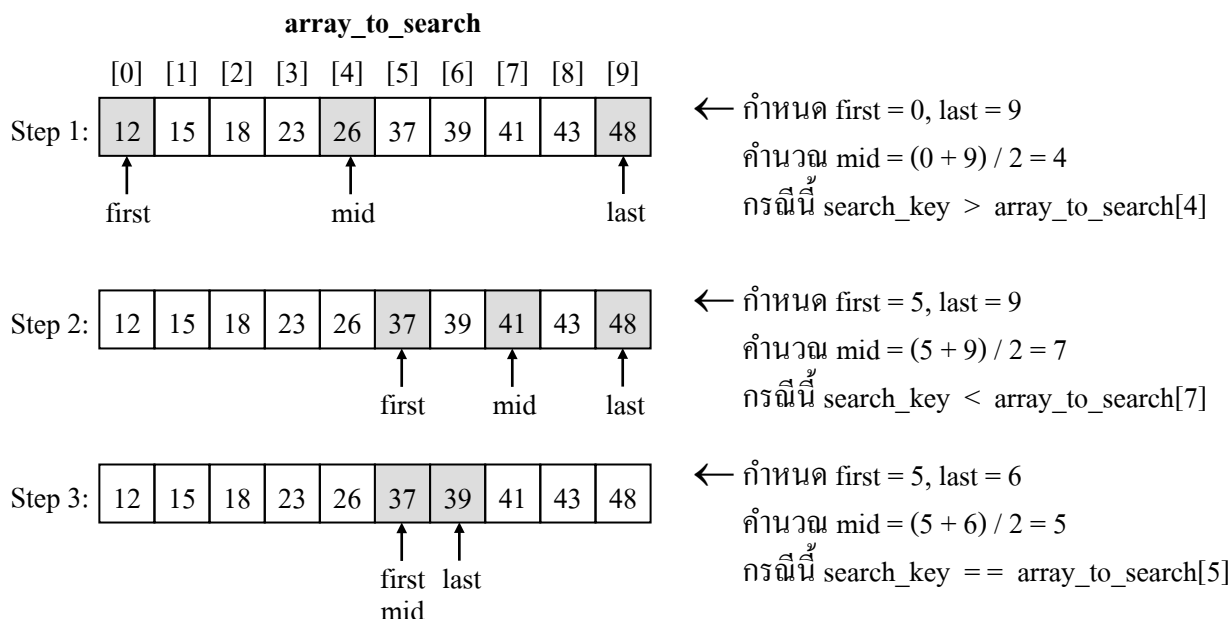 array_to_search
[0] [1] [2] [3] [4] [5] [6] [7] [8] [9]
Step 1: 12 15 18 23 26 37 39 41 43 48
first mid last
← กำหนด first = 0, last = 9
คำนวณ mid = (0 + 9) / 2 = 4
กรณีนี้ search_key > array_to_search[4]
Step 2: 12 15 18 23 26 37 39 41 43 48
first mid last
← กำหนด first = 5, last = 9
คำนวณ mid = (5 + 9) / 2 = 7
กรณีนี้ search_key < array_to_search[7]
Step 3: 12 15 18 23 26 37 39 41 43 48
first last
mid
← กำหนด first = 5, last = 6
คำนวณ mid = (5 + 6) / 2 = 5
กรณีนี้ search_key = = array_to_search[5]